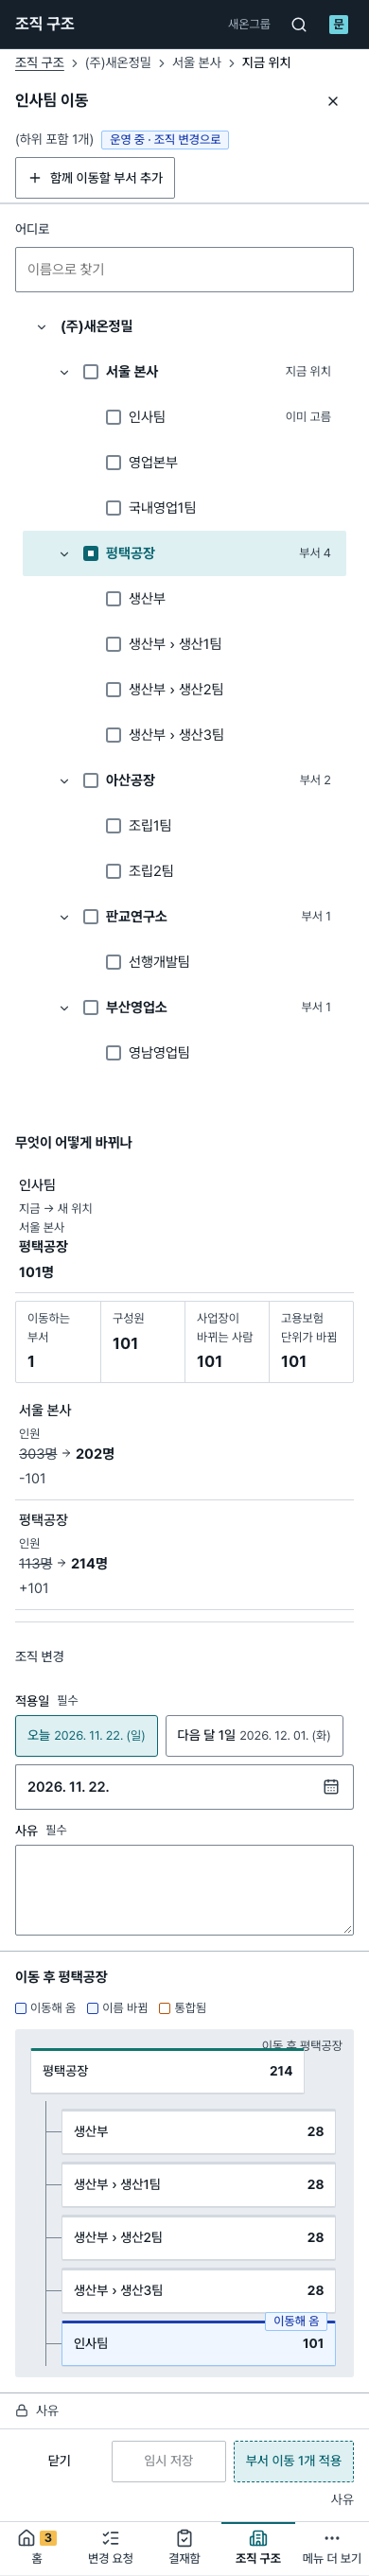 조직 구조
새온그룹
문
조직 구조 > (주)새온정밀 > 서울 본사 > 지금 위치
인사팀 이동
(하위 포함 1개)
운영 중 · 조직 변경으로
+ 함께 이동할 부서 추가
어디로
이름으로 찾기
(주)새온정밀
서울 본사 지금 위치
인사팀 이미 고름
영업본부
국내영업1팀
평택공장 부서 4
생산부
생산부 › 생산1팀
생산부 › 생산2팀
생산부 › 생산3팀
아산공장 부서 2
조립1팀
조립2팀
판교연구소 부서 1
선행개발팀
부산영업소 부서 1
영남영업팀
무엇이 어떻게 바뀌나
인사팀
지금 → 새 위치
서울 본사
평택공장
101명
이동하는 부서
1
구성원
101
사업장이 바뀌는 사람
101
고용보험 단위가 바뀜
101
서울 본사
인원
303명 → 202명
-101
평택공장
인원
113명 → 214명
+101
조직 변경
적용일 필수
오늘 2026. 11. 22. (일)
다음 달 1일 2026. 12. 01. (화)
2026. 11. 22.
사유 필수
이동 후 평택공장
이동해 옴 이름 바뀜 통합됨
이동 후 평택공장
평택공장 214
생산부 28
생산부 › 생산1팀 28
생산부 › 생산2팀 28
생산부 › 생산3팀 28
이동해 옴
인사팀 101
사유
닫기
임시 저장
부서 이동 1개 적용
사유
3
홈
변경 요청
결재함
조직 구조
메뉴 더 보기